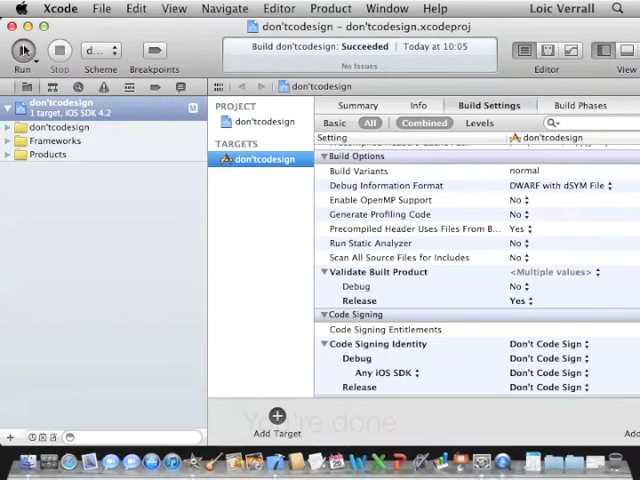 Xcode File Edit View Navigate Editor Product Window Help Loic Verrall
don'tcodesign – don'tcodesign.xcodeproj
d...
Build don'tcodesign: Succeeded Today at 10:05
No Issues
Run Stop Scheme Breakpoints Editor View
don'tcodesign
1 target, iOS SDK 4.2
M
don'tcodesign
Frameworks
Products
don'tcodesign
PROJECT
don'tcodesign
TARGETS
don'tcodesign
Summary Info Build Settings Build Phases
Basic All Combined Levels
Setting don'tcodesign
Build Options
Build Variants normal
Debug Information Format DWARF with dSYM File
Enable OpenMP Support No
Generate Profiling Code No
Precompiled Header Uses Files From B... Yes
Run Static Analyzer No
Scan All Source Files for Includes No
Validate Built Product <Multiple values>
Debug No
Release Yes
Code Signing
Code Signing Entitlements
Code Signing Identity Don't Code Sign
Debug Don't Code Sign
Any iOS SDK Don't Code Sign
Release Don't Code Sign
You're done
Add Target